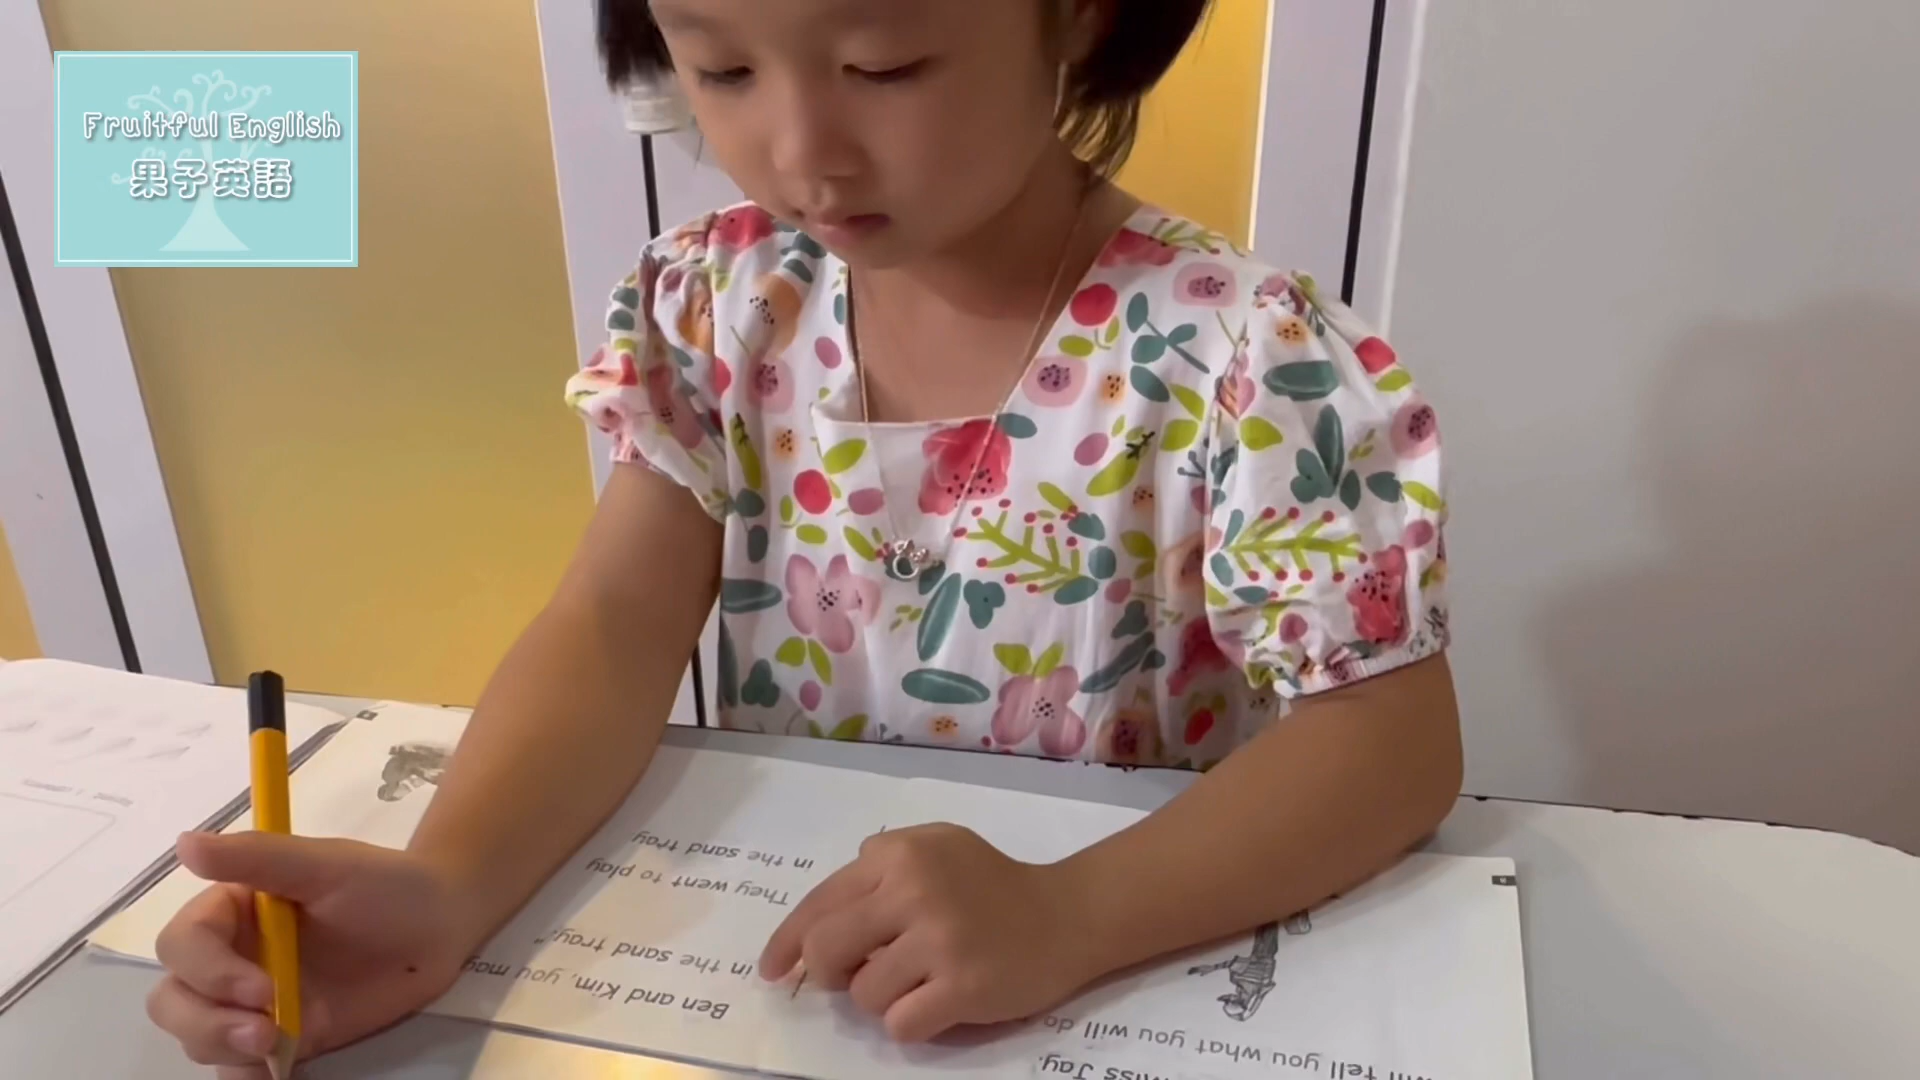 Fruitful English
果子英語
Ben and Kim, you may
in the sand tray."
They went to play
in the sand tray
Miss Jay.
will tell you what you will do